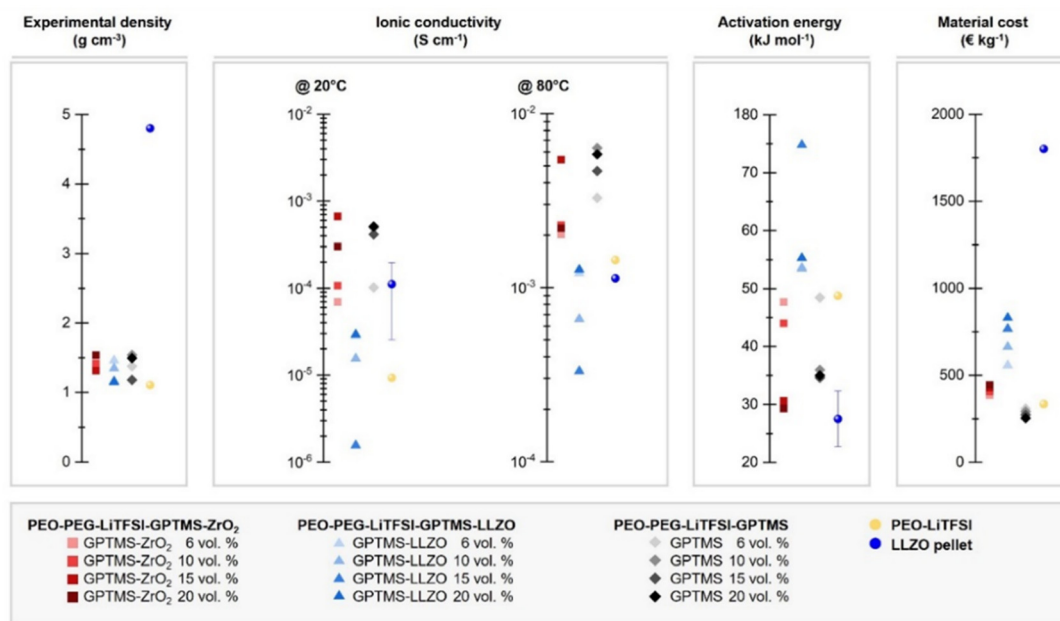 Experimental density
(g cm⁻³)
Ionic conductivity
(S cm⁻¹)
Activation energy
(kJ mol⁻¹)
Material cost
(€ kg⁻¹)
@ 20°C
@ 80°C
5
4
3
2
1
0
10⁻²
10⁻³
10⁻⁴
10⁻⁵
10⁻⁶
10⁻²
10⁻³
10⁻⁴
180
70
60
50
40
30
20
2000
1500
1000
500
0
PEO-PEG-LiTFSI-GPTMS-ZrO₂
GPTMS-ZrO₂ 6 vol. %
GPTMS-ZrO₂ 10 vol. %
GPTMS-ZrO₂ 15 vol. %
GPTMS-ZrO₂ 20 vol. %
PEO-PEG-LiTFSI-GPTMS-LLZO
GPTMS-LLZO 6 vol. %
GPTMS-LLZO 10 vol. %
GPTMS-LLZO 15 vol. %
GPTMS-LLZO 20 vol. %
PEO-PEG-LiTFSI-GPTMS
GPTMS 6 vol. %
GPTMS 10 vol. %
GPTMS 15 vol. %
GPTMS 20 vol. %
PEO-LiTFSI
LLZO pellet